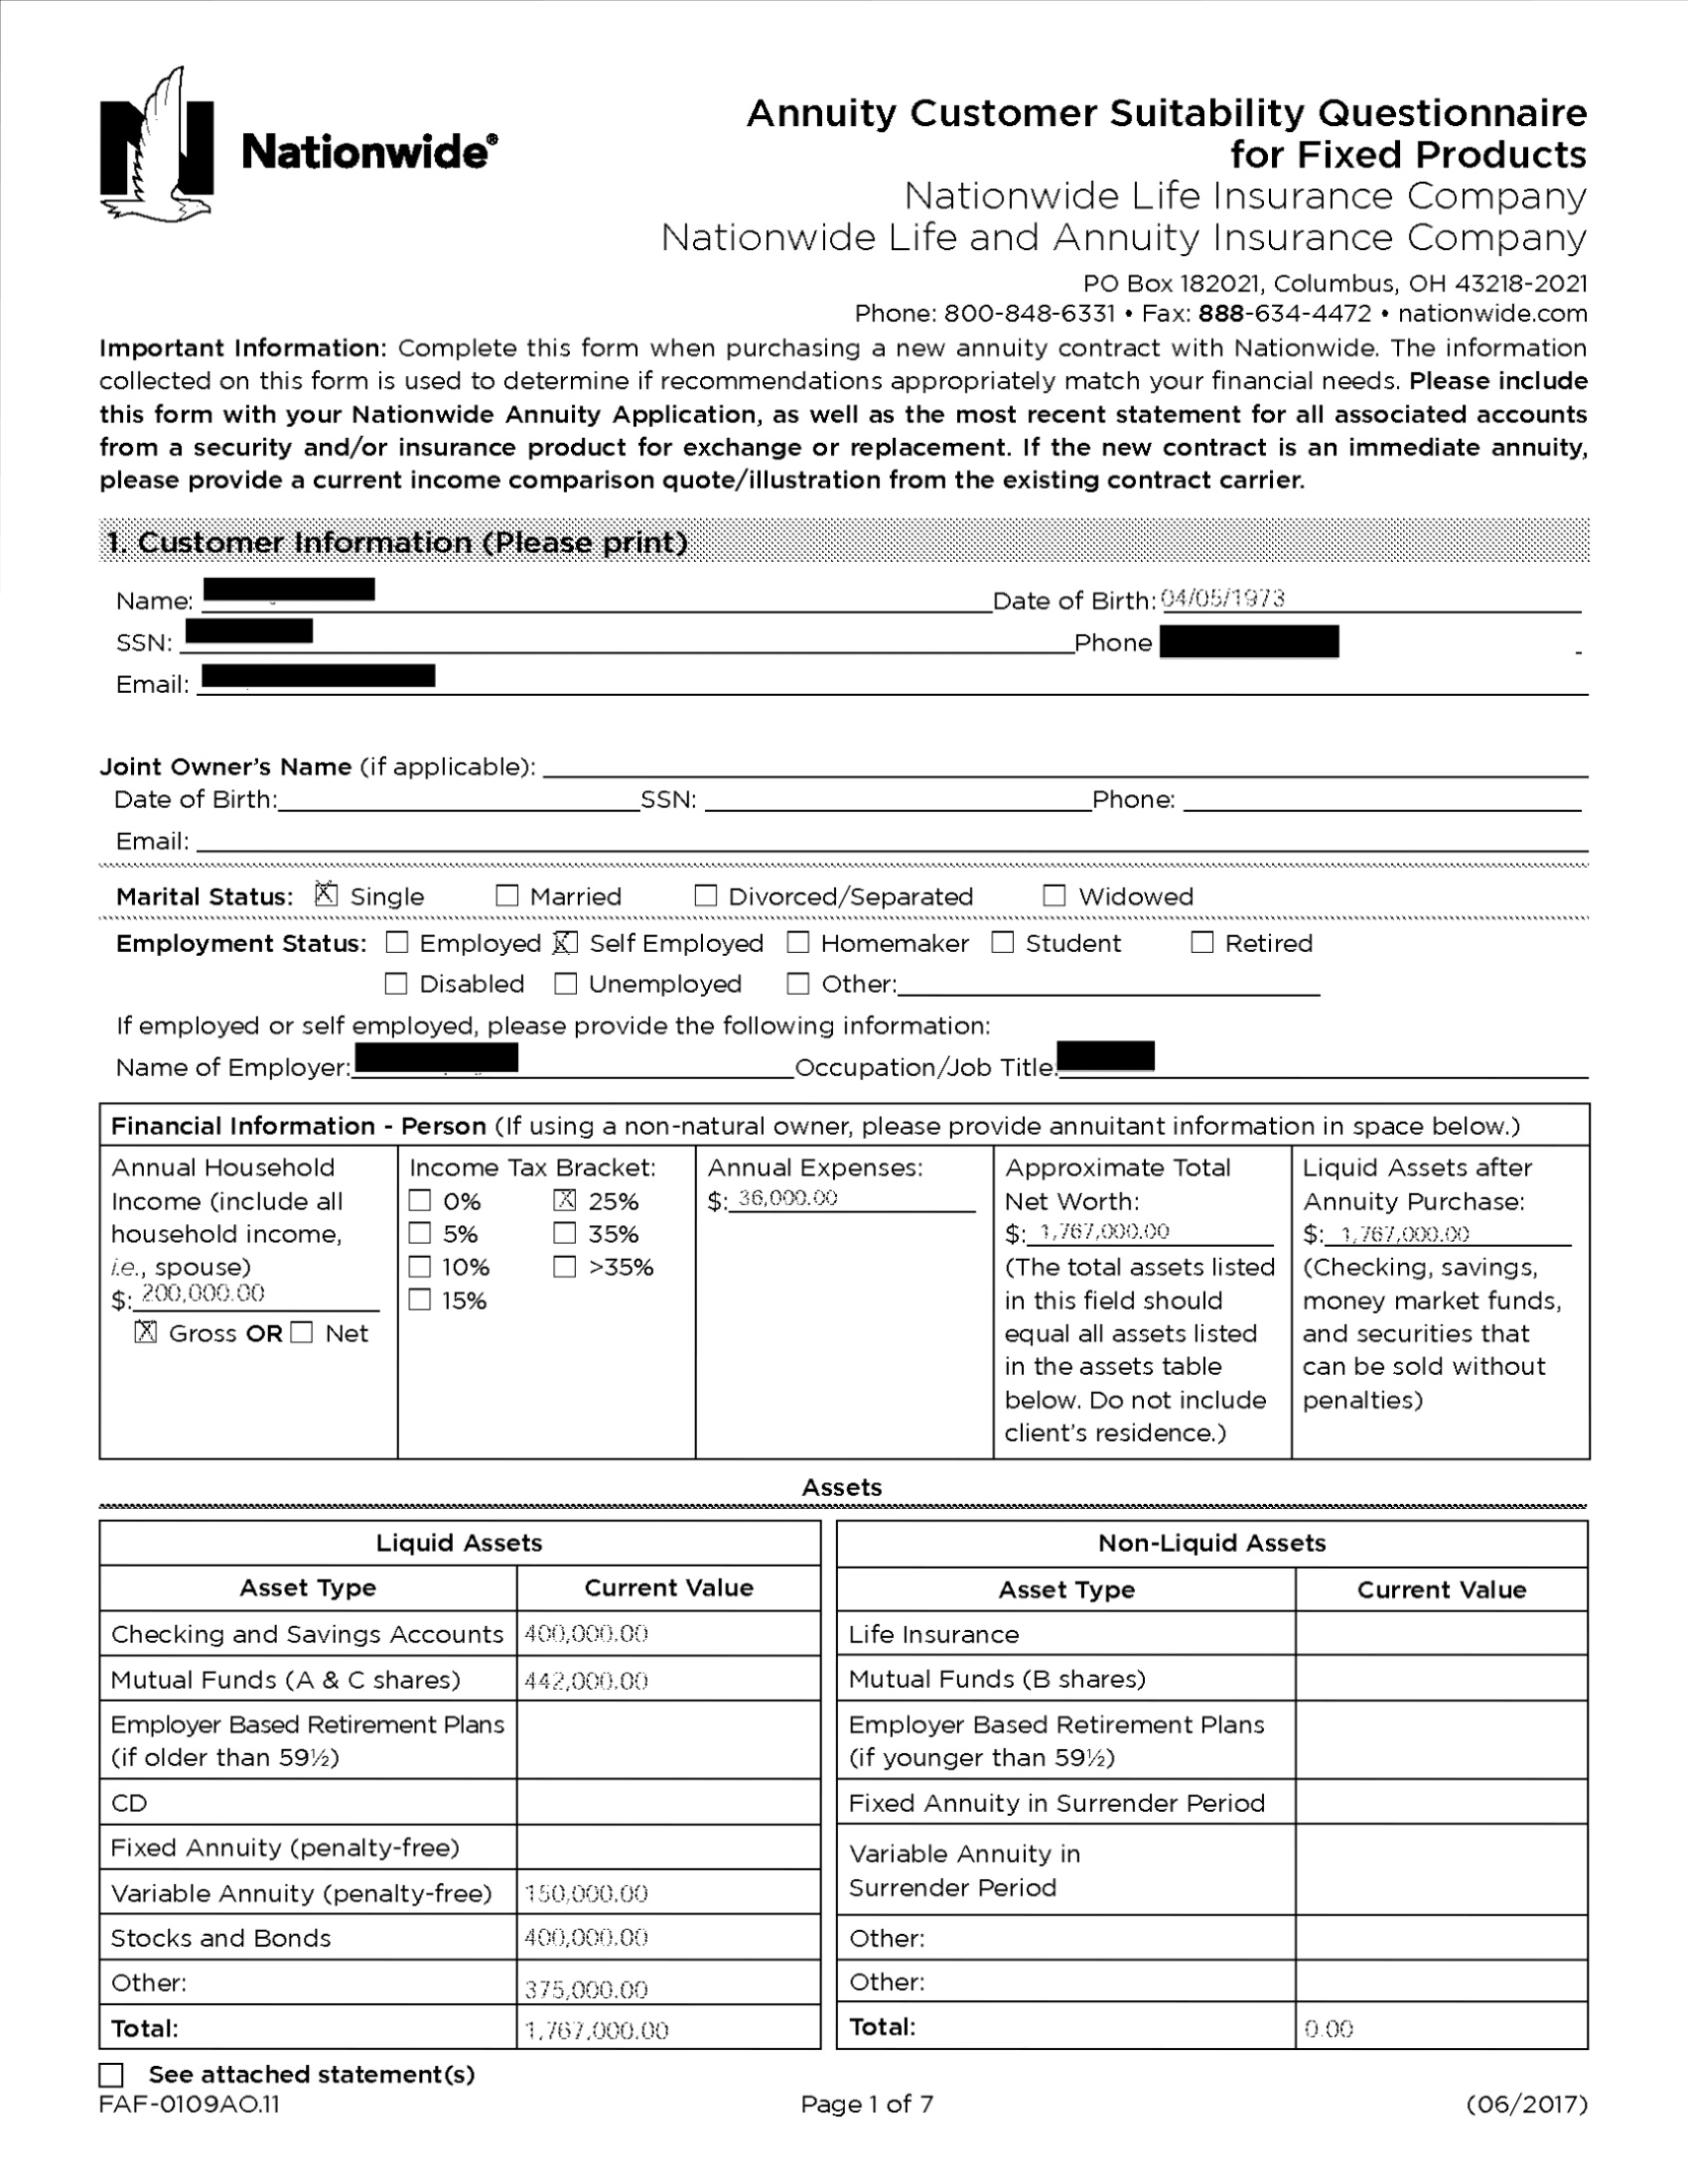 Nationwide®
Annuity Customer Suitability Questionnaire
for Fixed Products
Nationwide Life Insurance Company
Nationwide Life and Annuity Insurance Company
PO Box 182021, Columbus, OH 43218-2021
Phone: 800-848-6331 • Fax: 888-634-4472 • nationwide.com
Important Information: Complete this form when purchasing a new annuity contract with Nationwide. The information
collected on this form is used to determine if recommendations appropriately match your financial needs. Please include
this form with your Nationwide Annuity Application, as well as the most recent statement for all associated accounts
from a security and/or insurance product for exchange or replacement. If the new contract is an immediate annuity,
please provide a current income comparison quote/illustration from the existing contract carrier.
1. Customer Information (Please print)
Name: Date of Birth: 04/05/1973
SSN: Phone
Email:
Joint Owner's Name (if applicable):
Date of Birth: SSN: Phone:
Email:
Marital Status: X Single Married Divorced/Separated Widowed
Employment Status: Employed X Self Employed Homemaker Student Retired
Disabled Unemployed Other:
If employed or self employed, please provide the following information:
Name of Employer: Occupation/Job Title:
Financial Information - Person (If using a non-natural owner, please provide annuitant information in space below.)
Annual Household
Income (include all
household income,
i.e., spouse)
$: 200,000.00
X Gross OR Net
Income Tax Bracket:
0% X 25%
5% 35%
10% >35%
15%
Annual Expenses:
$: 36,000.00
Approximate Total
Net Worth:
$: 1,767,000.00
(The total assets listed
in this field should
equal all assets listed
in the assets table
below. Do not include
client's residence.)
Liquid Assets after
Annuity Purchase:
$: 1,767,000.00
(Checking, savings,
money market funds,
and securities that
can be sold without
penalties)
Assets
Liquid Assets
Asset Type Current Value
Checking and Savings Accounts 400,000.00
Mutual Funds (A & C shares) 442,000.00
Employer Based Retirement Plans
(if older than 59½)
CD
Fixed Annuity (penalty-free)
Variable Annuity (penalty-free) 150,000.00
Stocks and Bonds 400,000.00
Other: 375,000.00
Total: 1,767,000.00
Non-Liquid Assets
Asset Type Current Value
Life Insurance
Mutual Funds (B shares)
Employer Based Retirement Plans
(if younger than 59½)
Fixed Annuity in Surrender Period
Variable Annuity in
Surrender Period
Other:
Other:
Total: 0.00
See attached statement(s)
FAF-0109AO.11 Page 1 of 7 (06/2017)